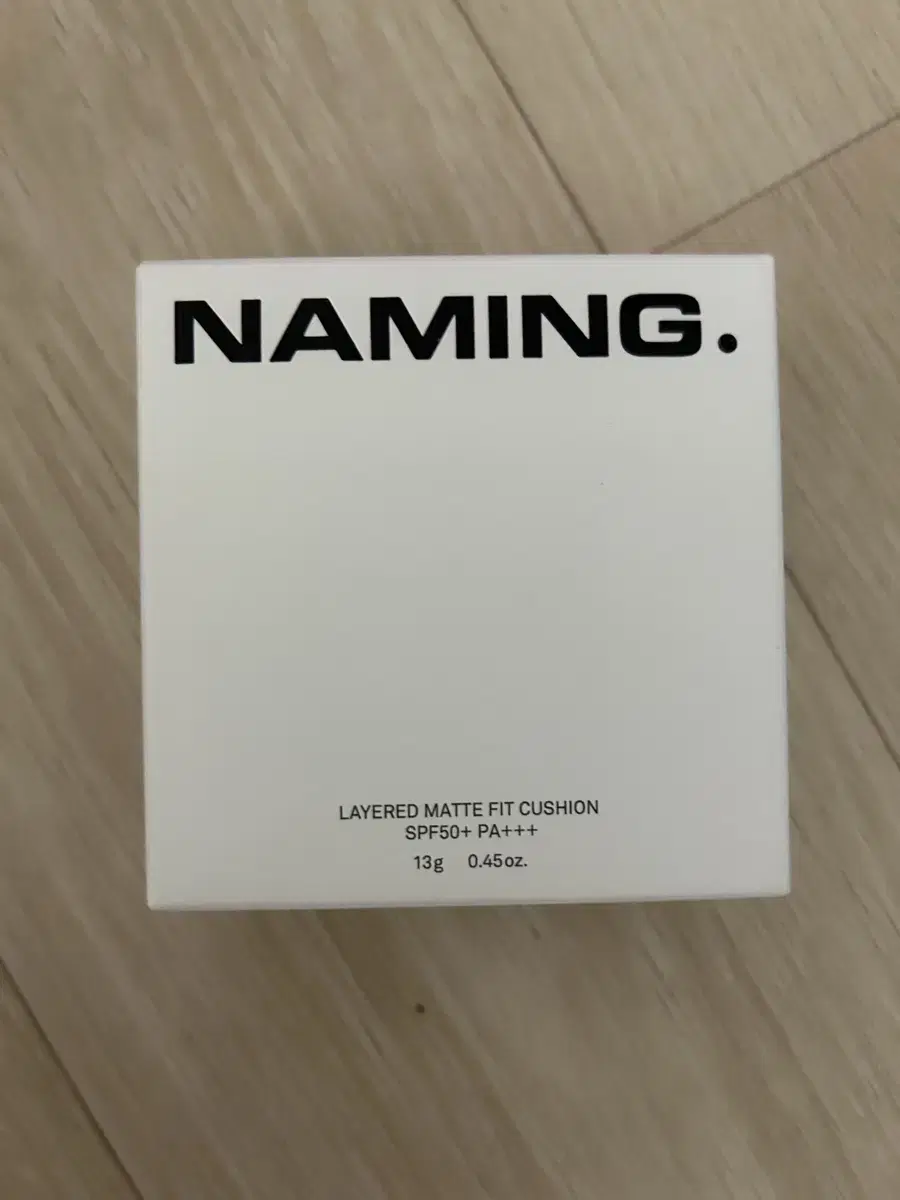 NAMING.
LAYERED MATTE FIT CUSHION
SPF50+ PA+++
13g 0.45oz.